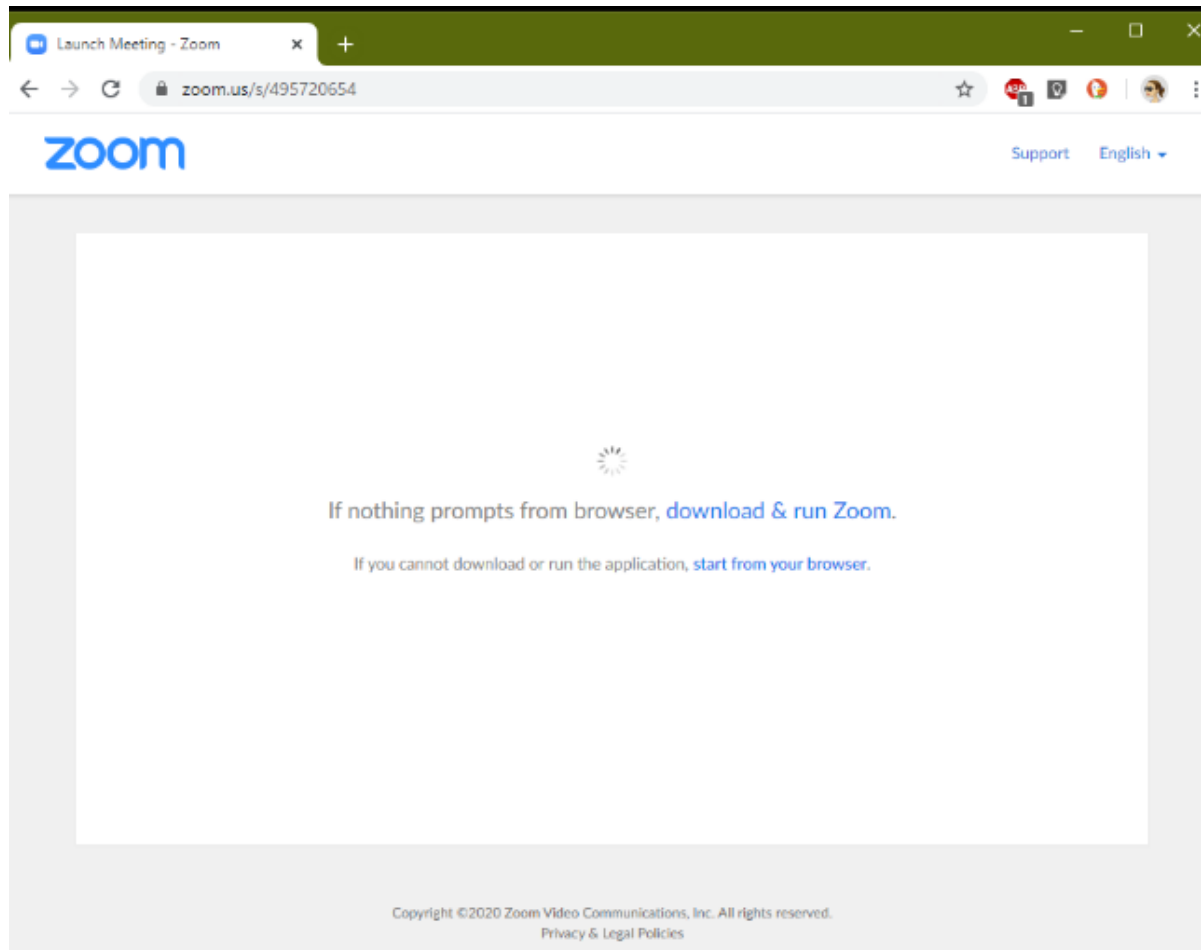 Launch Meeting - Zoom
zoom.us/s/495720654
ABP
1
zoom
Support English
If nothing prompts from browser, download & run Zoom.
If you cannot download or run the application, start from your browser.
Copyright ©2020 Zoom Video Communications, Inc. All rights reserved.
Privacy & Legal Policies